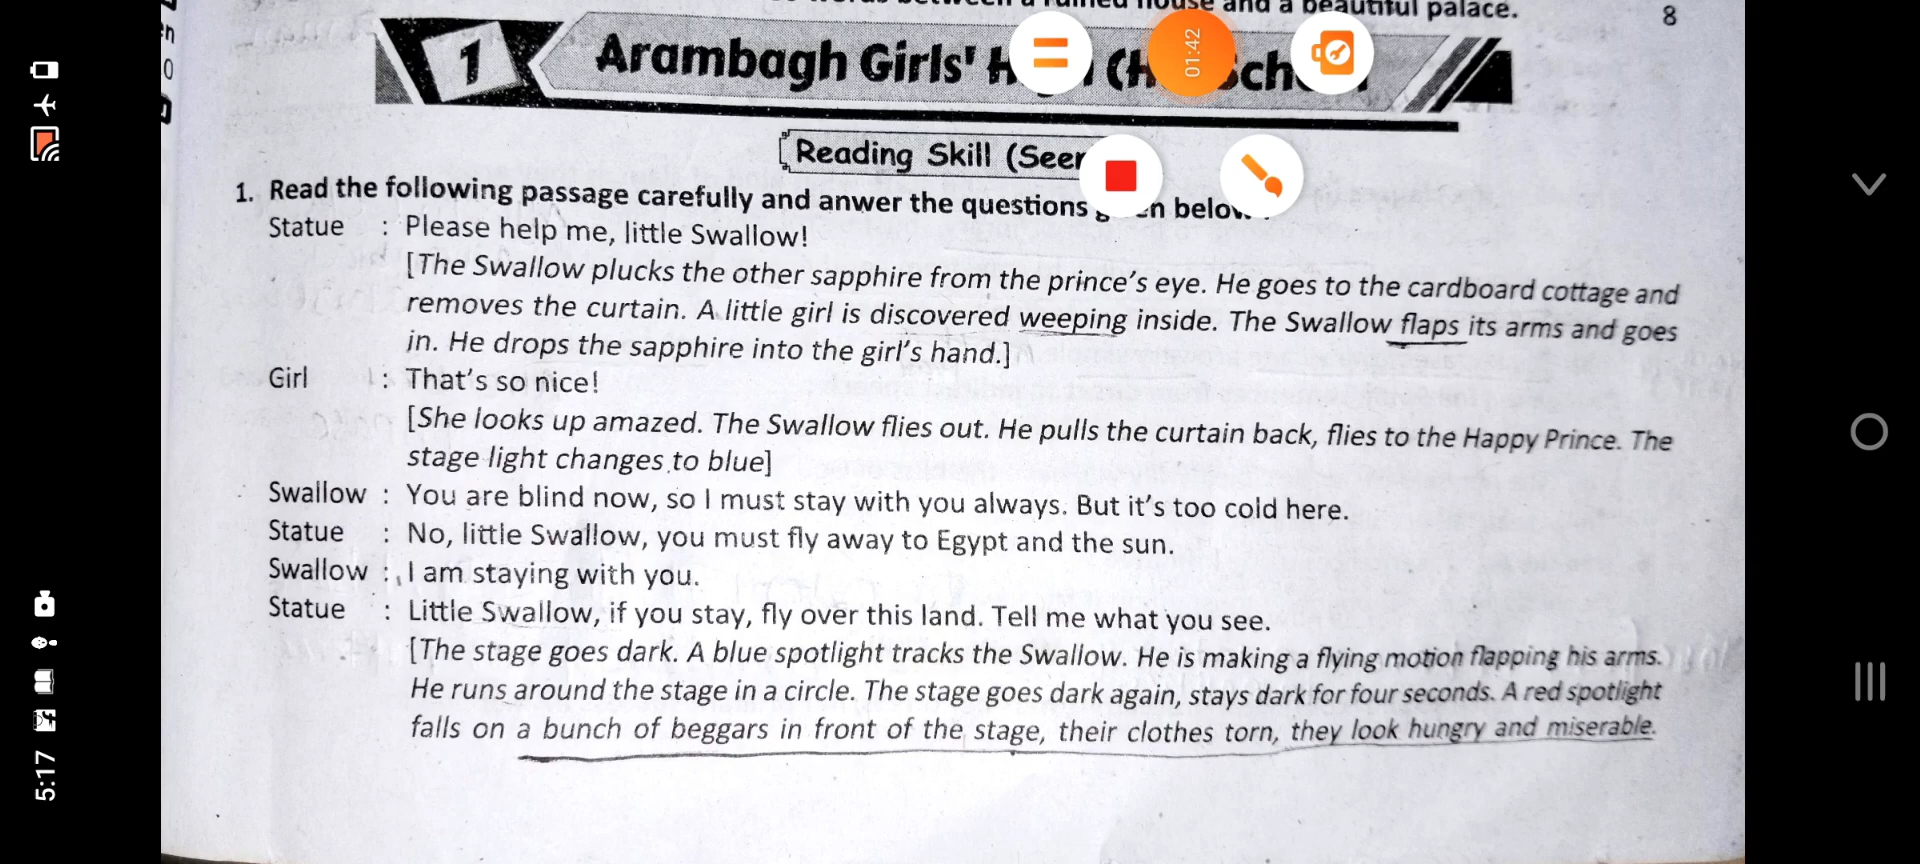 house and a beautiful palace.
8
en
0
1 Arambagh Girls'
01:42
Reading Skill (Seen
1. Read the following passage carefully and anwer the questions below
Statue : Please help me, little Swallow!
[The Swallow plucks the other sapphire from the prince's eye. He goes to the cardboard cottage and
removes the curtain. A little girl is discovered weeping inside. The Swallow flaps its arms and goes
in. He drops the sapphire into the girl's hand.]
Girl : That's so nice!
[She looks up amazed. The Swallow flies out. He pulls the curtain back, flies to the Happy Prince. The
stage light changes to blue]
Swallow : You are blind now, so I must stay with you always. But it's too cold here.
Statue : No, little Swallow, you must fly away to Egypt and the sun.
Swallow : I am staying with you.
Statue : Little Swallow, if you stay, fly over this land. Tell me what you see.
[The stage goes dark. A blue spotlight tracks the Swallow. He is making a flying motion flapping his arms.
He runs around the stage in a circle. The stage goes dark again, stays dark for four seconds. A red spotlight
falls on a bunch of beggars in front of the stage, their clothes torn, they look hungry and miserable.
5:17